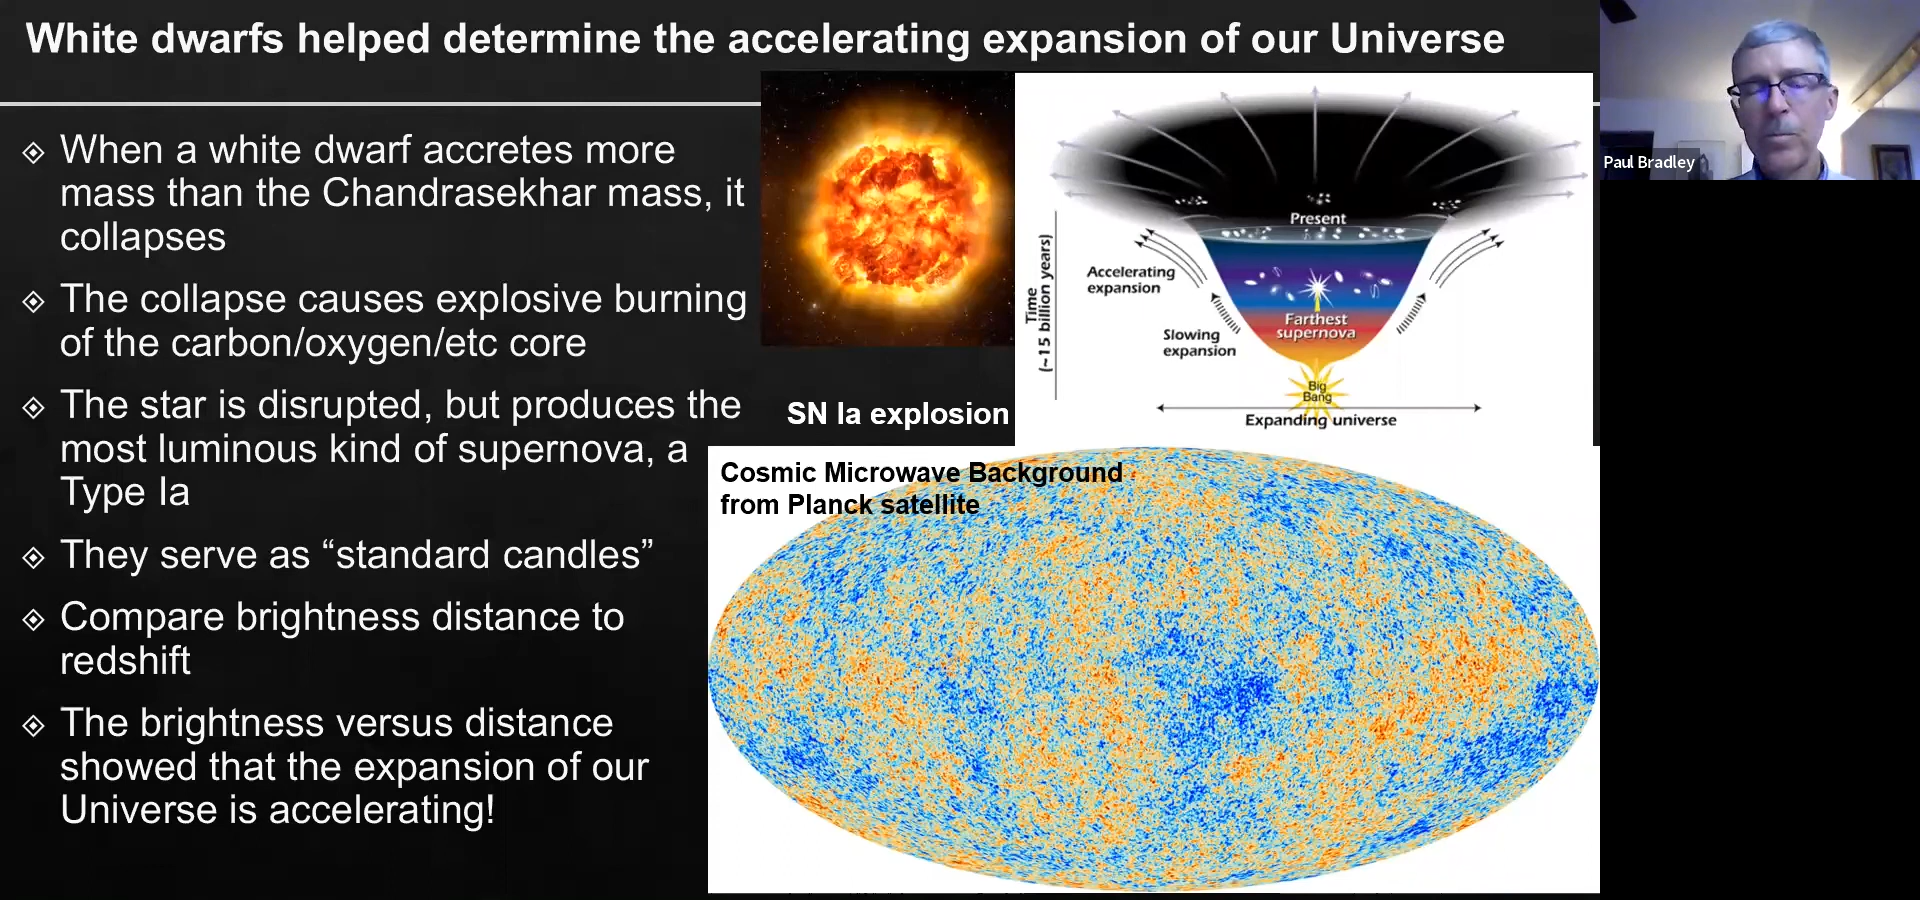 White dwarfs helped determine the accelerating expansion of our Universe
When a white dwarf accretes more
mass than the Chandrasekhar mass, it
collapses
The collapse causes explosive burning
of the carbon/oxygen/etc core
The star is disrupted, but produces the
most luminous kind of supernova, a
Type Ia
They serve as “standard candles”
Compare brightness distance to
redshift
The brightness versus distance
showed that the expansion of our
Universe is accelerating!
SN Ia explosion
Present
Accelerating
expansion
Farthest
supernova
Slowing
expansion
Time
(~15 billion years)
Big
Bang
Expanding universe
Cosmic Microwave Background
from Planck satellite
Paul Bradley